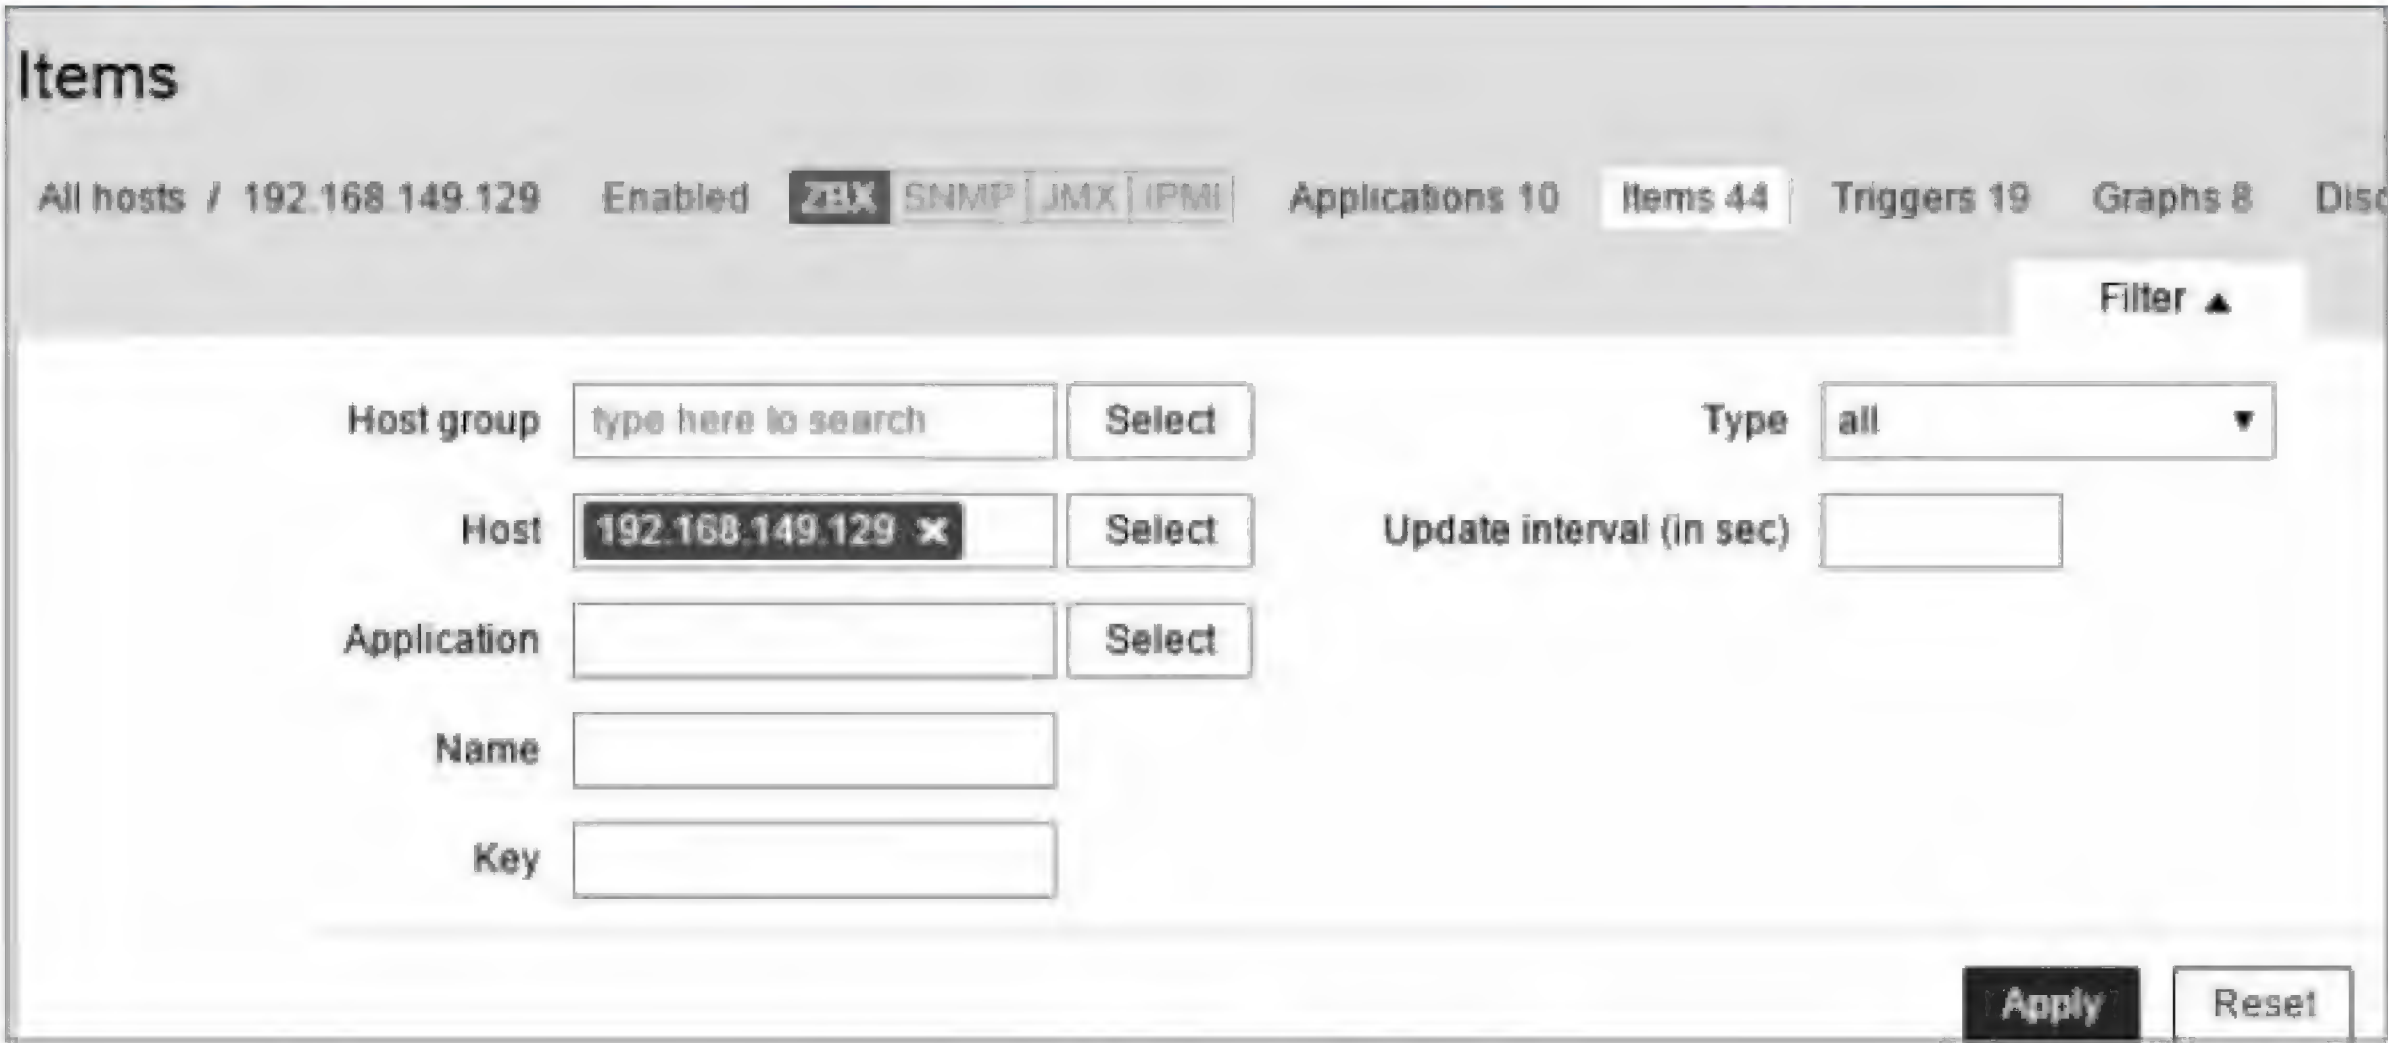 Items
All hosts / 192.168.149.129 Enabled ZBX SNMP JMX IPMI Applications 10 Items 44 Triggers 19 Graphs 8 Disc
Filter ▲
Host group type here to search Select Type all ▼
Host 192.168.149.129 ✕ Select Update interval (in sec)
Application Select
Name
Key
Apply Reset